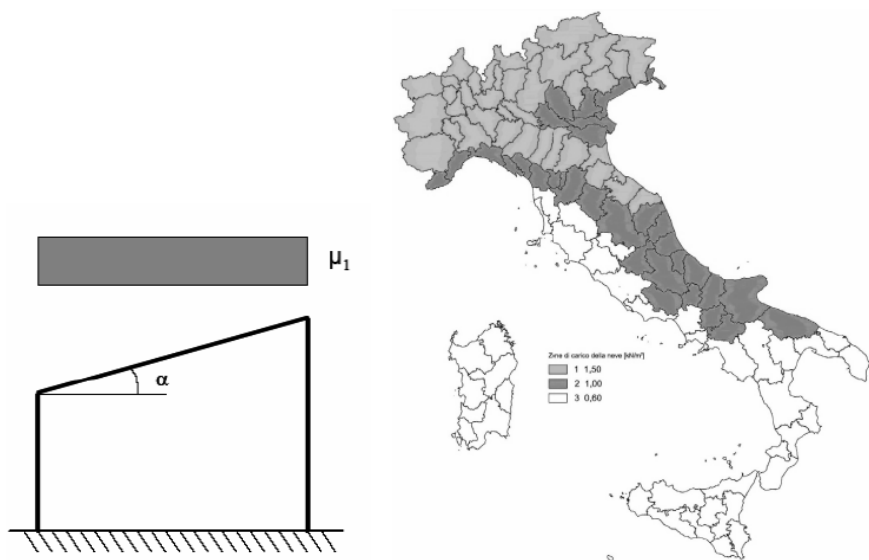 μ₁
α
Zone di carico della neve [kN/m²]
1 1,50
2 1,00
3 0,60